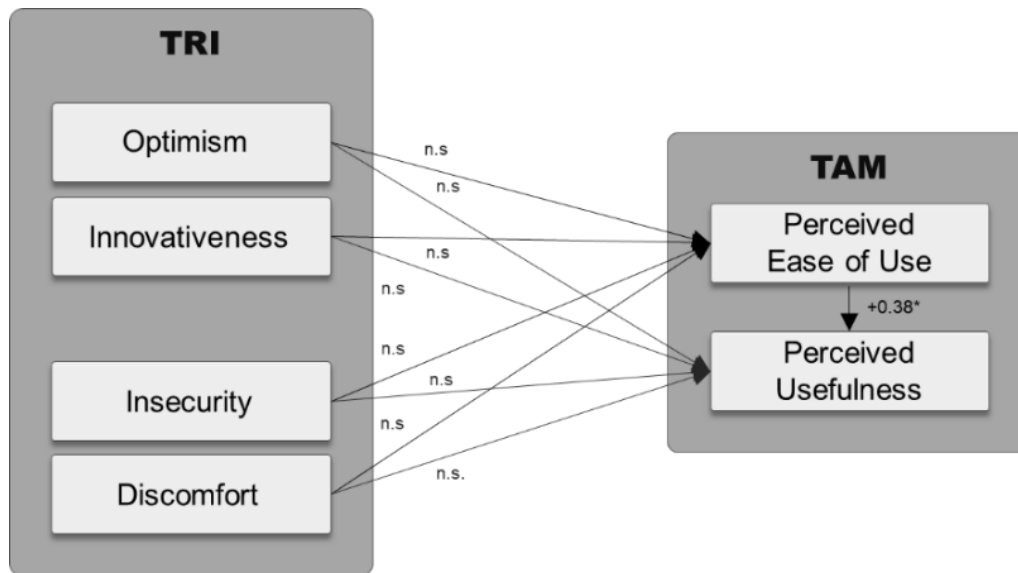 TRI
Optimism
Innovativeness
Insecurity
Discomfort
n.s
n.s
n.s
n.s
n.s
n.s
n.s
n.s.
TAM
Perceived
Ease of Use
+0.38*
Perceived
Usefulness